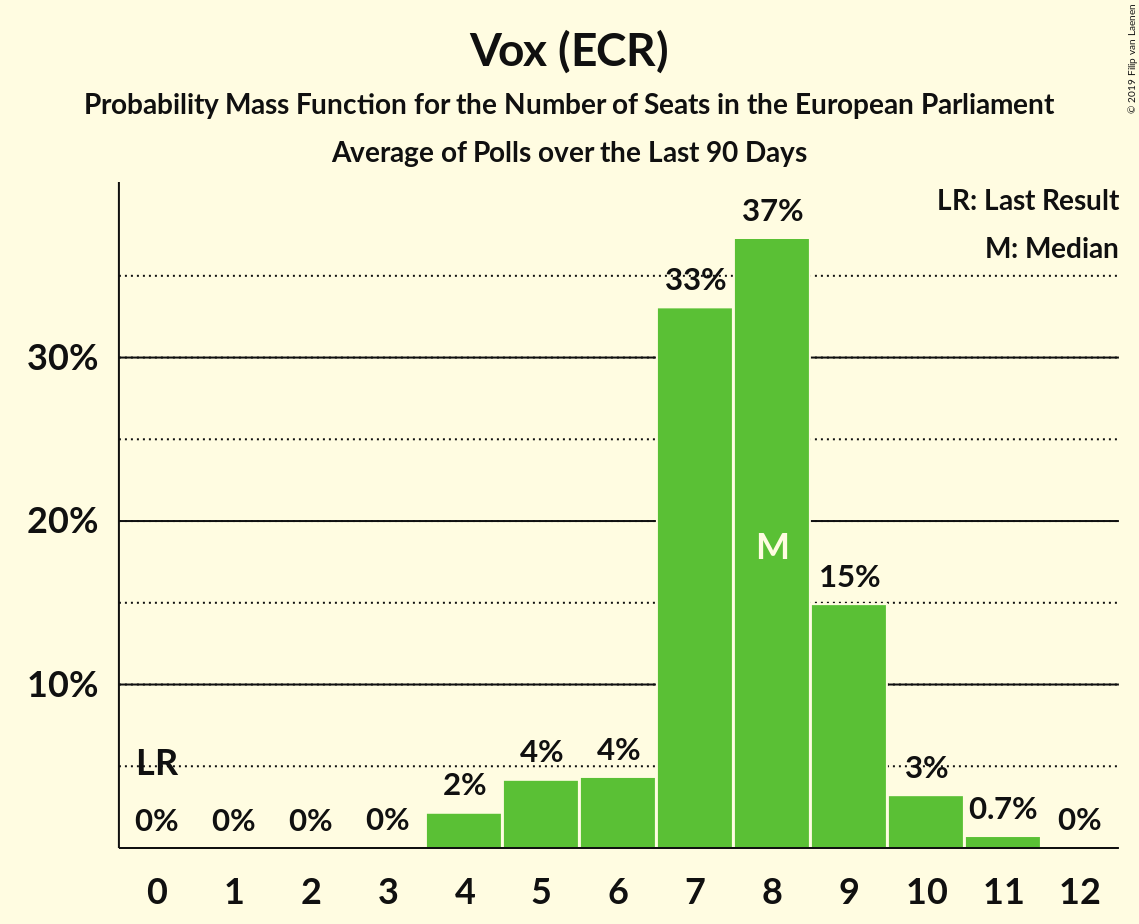 Vox (ECR)
Probability Mass Function for the Number of Seats in the European Parliament
Average of Polls over the Last 90 Days
© 2019 Filip van Laenen
LR: Last Result
M: Median
37%
33%
30%
20%
M
15%
10%
LR
4%
4%
3%
2%
0.7%
0%
0%
0%
0%
0%
0 1 2 3 4 5 6 7 8 9 10 11 12